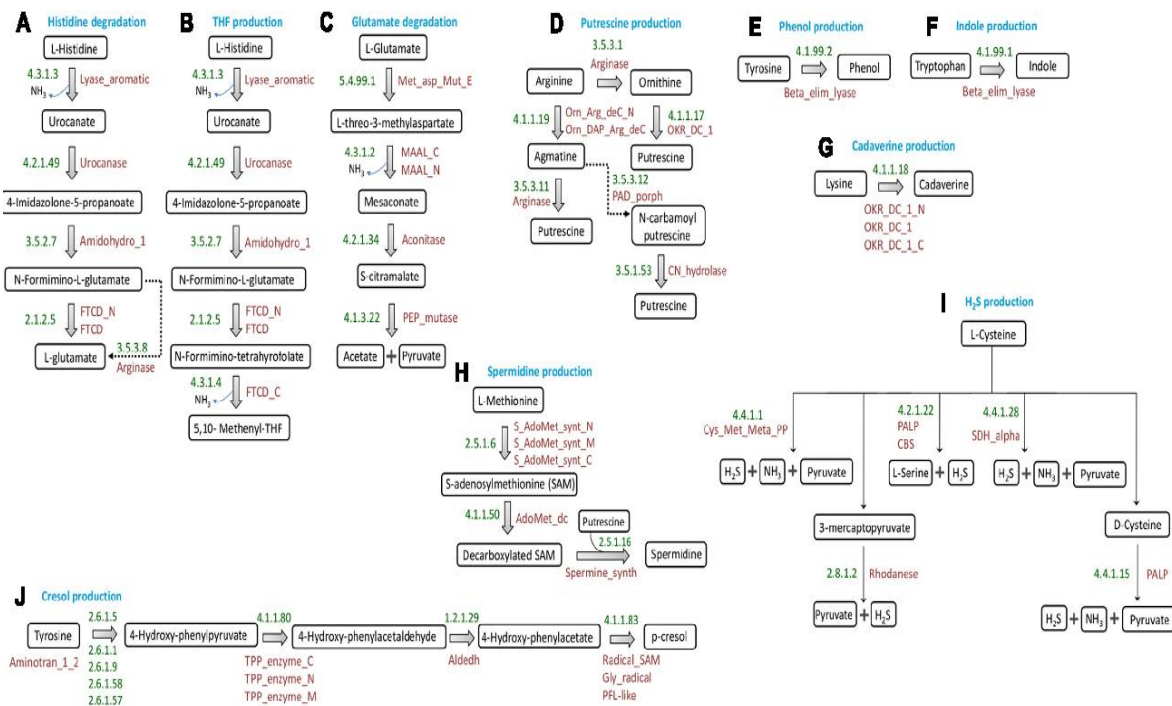 A
Histidine degradation
L-Histidine
4.3.1.3
Lyase_aromatic
NH3
Urocanate
4.2.1.49
Urocanase
4-Imidazolone-5-propanoate
3.5.2.7
Amidohydro_1
N-Formimino-L-glutamate
2.1.2.5
FTCD_N
FTCD
L-glutamate
3.5.3.8
Arginase
B
THF production
L-Histidine
4.3.1.3
Lyase_aromatic
NH3
Urocanate
4.2.1.49
Urocanase
4-Imidazolone-5-propanoate
3.5.2.7
Amidohydro_1
N-Formimino-L-glutamate
2.1.2.5
FTCD_N
FTCD
N-Formimino-tetrahyrofolate
4.3.1.4
FTCD_C
NH3
5,10- Methenyl-THF
C
Glutamate degradation
L-Glutamate
5.4.99.1
Met_asp_Mut_E
L-threo-3-methylaspartate
4.3.1.2
MAAL_C
NH3
MAAL_N
Mesaconate
4.2.1.34
Aconitase
S-citramalate
4.1.3.22
PEP_mutase
Acetate + Pyruvate
D
Putrescine production
3.5.3.1
Arginase
Arginine
Ornithine
4.1.1.19
Orn_Arg_deC_N
Orn_DAP_Arg_deC
4.1.1.17
OKR_DC_1
Agmatine
Putrescine
3.5.3.11
Arginase
3.5.3.12
PAD_porph
Putrescine
N-carbamoyl
putrescine
3.5.1.53
CN_hydrolase
Putrescine
E
Phenol production
4.1.99.2
Tyrosine
Phenol
Beta_elim_lyase
F
Indole production
4.1.99.1
Tryptophan
Indole
Beta_elim_lyase
G
Cadaverine production
4.1.1.18
Lysine
Cadaverine
OKR_DC_1_N
OKR_DC_1
OKR_DC_1_C
H
Spermidine production
L-Methionine
2.5.1.6
S_AdoMet_synt_N
S_AdoMet_synt_M
S_AdoMet_synt_C
S-adenosylmethionine (SAM)
4.1.1.50
AdoMet_dc
Putrescine
2.5.1.16
Decarboxylated SAM
Spermidine
Spermine_synth
I
H2S production
L-Cysteine
4.4.1.1
Cys_Met_Meta_PP
4.2.1.22
PALP
CBS
4.4.1.28
SDH_alpha
H2S + NH3 + Pyruvate
L-Serine + H2S
H2S + NH3 + Pyruvate
3-mercaptopyruvate
D-Cysteine
2.8.1.2
Rhodanese
4.4.1.15
PALP
Pyruvate + H2S
H2S + NH3 + Pyruvate
J
Cresol production
2.6.1.5
4.1.1.80
1.2.1.29
4.1.1.83
Tyrosine
4-Hydroxy-phenylpyruvate
4-Hydroxy-phenylacetaldehyde
4-Hydroxy-phenylacetate
p-cresol
Aminotran_1_2
2.6.1.1
2.6.1.9
2.6.1.58
2.6.1.57
TPP_enzyme_C
TPP_enzyme_N
TPP_enzyme_M
Aldedh
Radical_SAM
Gly_radical
PFL-like